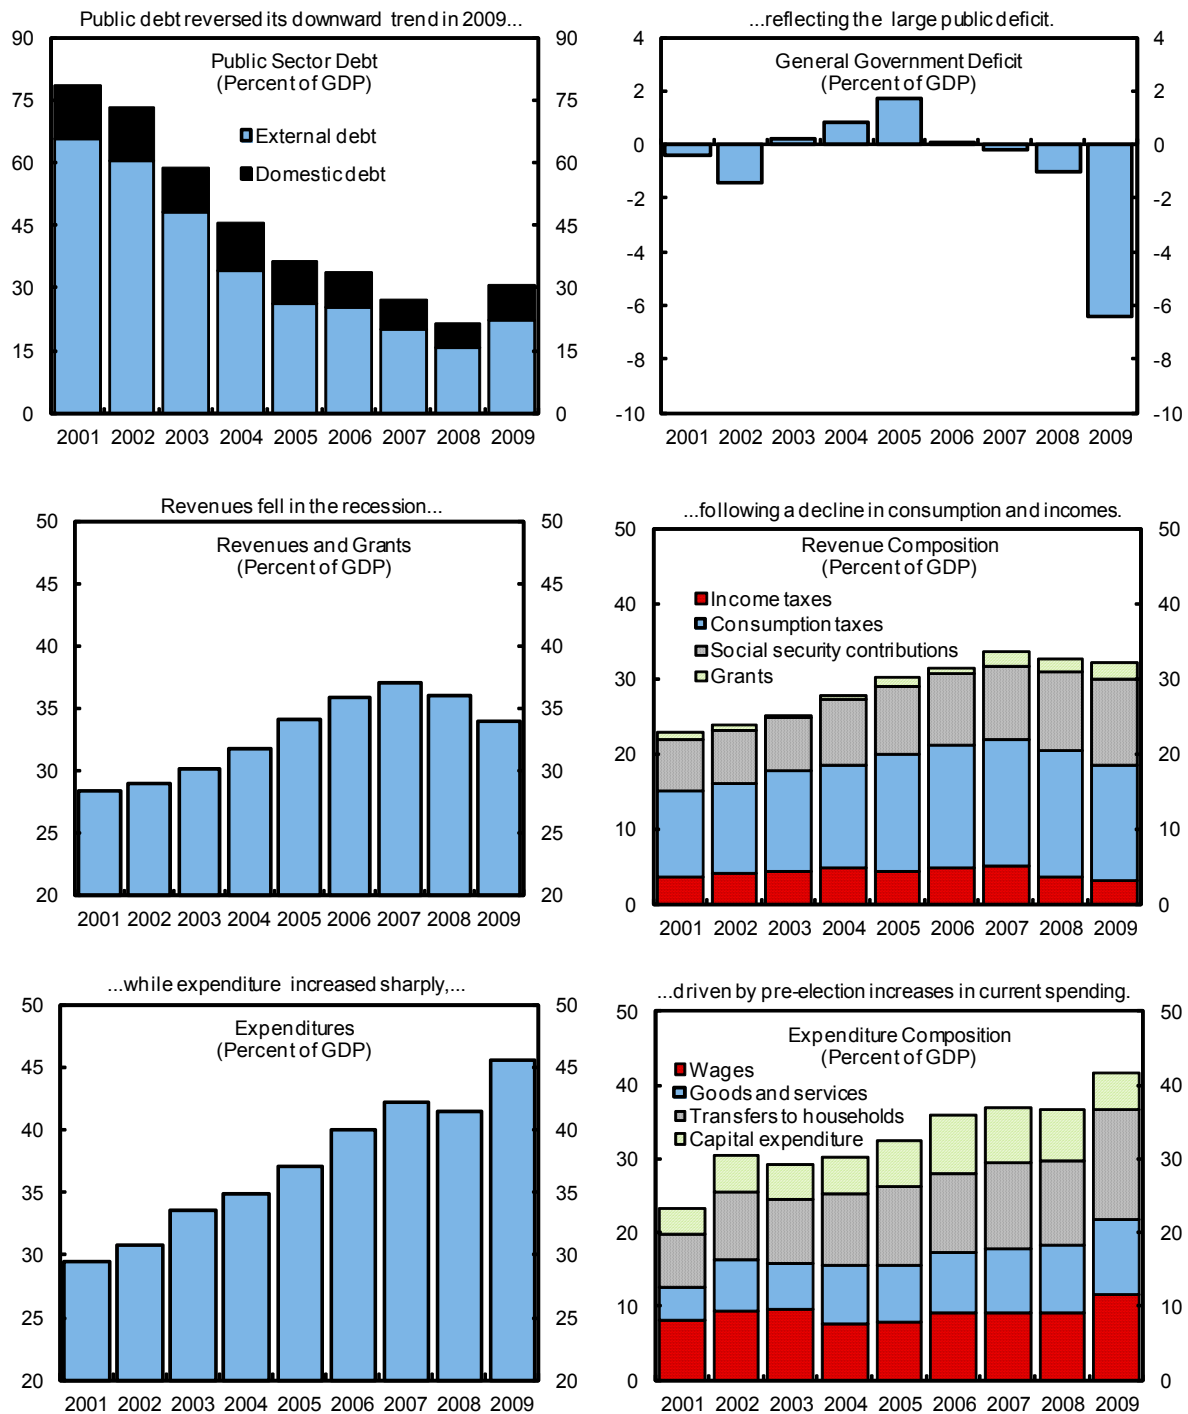 Public debt reversed its downward trend in 2009...
90
75
60
45
30
15
0
Public Sector Debt
(Percent of GDP)
External debt
Domestic debt
90
75
60
45
30
15
0
2001 2002 2003 2004 2005 2006 2007 2008 2009
...reflecting the large public deficit.
4
2
0
-2
-4
-6
-8
-10
General Government Deficit
(Percent of GDP)
4
2
0
-2
-4
-6
-8
-10
2001 2002 2003 2004 2005 2006 2007 2008 2009
Revenues fell in the recession...
50
45
40
35
30
25
20
Revenues and Grants
(Percent of GDP)
50
45
40
35
30
25
20
2001 2002 2003 2004 2005 2006 2007 2008 2009
...following a decline in consumption and incomes.
50
40
30
20
10
0
Revenue Composition
(Percent of GDP)
Income taxes
Consumption taxes
Social security contributions
Grants
50
40
30
20
10
0
2001 2002 2003 2004 2005 2006 2007 2008 2009
...while expenditure increased sharply,...
50
45
40
35
30
25
20
Expenditures
(Percent of GDP)
50
45
40
35
30
25
20
2001 2002 2003 2004 2005 2006 2007 2008 2009
...driven by pre-election increases in current spending.
50
40
30
20
10
0
Expenditure Composition
(Percent of GDP)
Wages
Goods and services
Transfers to households
Capital expenditure
50
40
30
20
10
0
2001 2002 2003 2004 2005 2006 2007 2008 2009